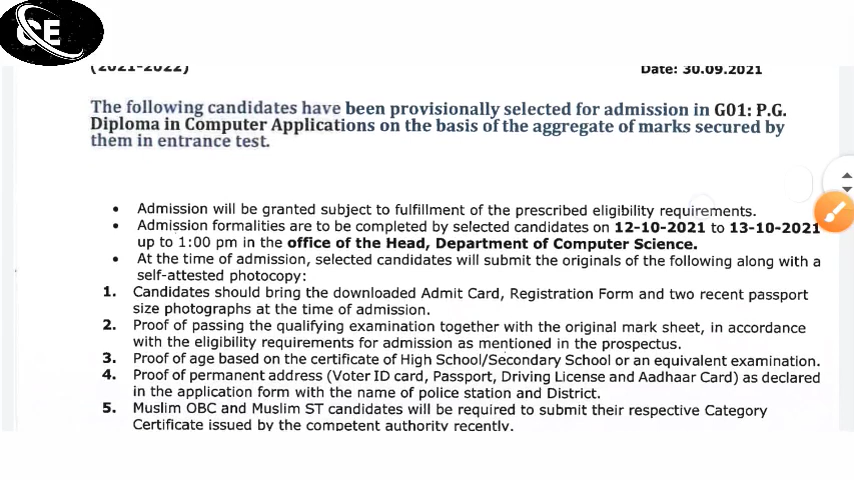 CE
(2021-2022) Date: 30.09.2021
The following candidates have been provisionally selected for admission in G01: P.G.
Diploma in Computer Applications on the basis of the aggregate of marks secured by
them in entrance test.
• Admission will be granted subject to fulfillment of the prescribed eligibility requirements.
• Admission formalities are to be completed by selected candidates on 12-10-2021 to 13-10-2021
up to 1:00 pm in the office of the Head, Department of Computer Science.
• At the time of admission, selected candidates will submit the originals of the following along with a
self-attested photocopy:
1. Candidates should bring the downloaded Admit Card, Registration Form and two recent passport
size photographs at the time of admission.
2. Proof of passing the qualifying examination together with the original mark sheet, in accordance
with the eligibility requirements for admission as mentioned in the prospectus.
3. Proof of age based on the certificate of High School/Secondary School or an equivalent examination.
4. Proof of permanent address (Voter ID card, Passport, Driving License and Aadhaar Card) as declared
in the application form with the name of police station and District.
5. Muslim OBC and Muslim ST candidates will be required to submit their respective Category
Certificate issued by the competent authority recently.